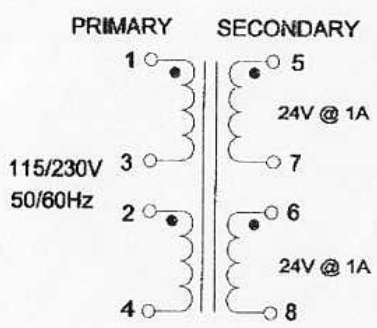 PRIMARY SECONDARY
1 5
24V @ 1A
115/230V 3 7
50/60Hz 2 6
24V @ 1A
4 8